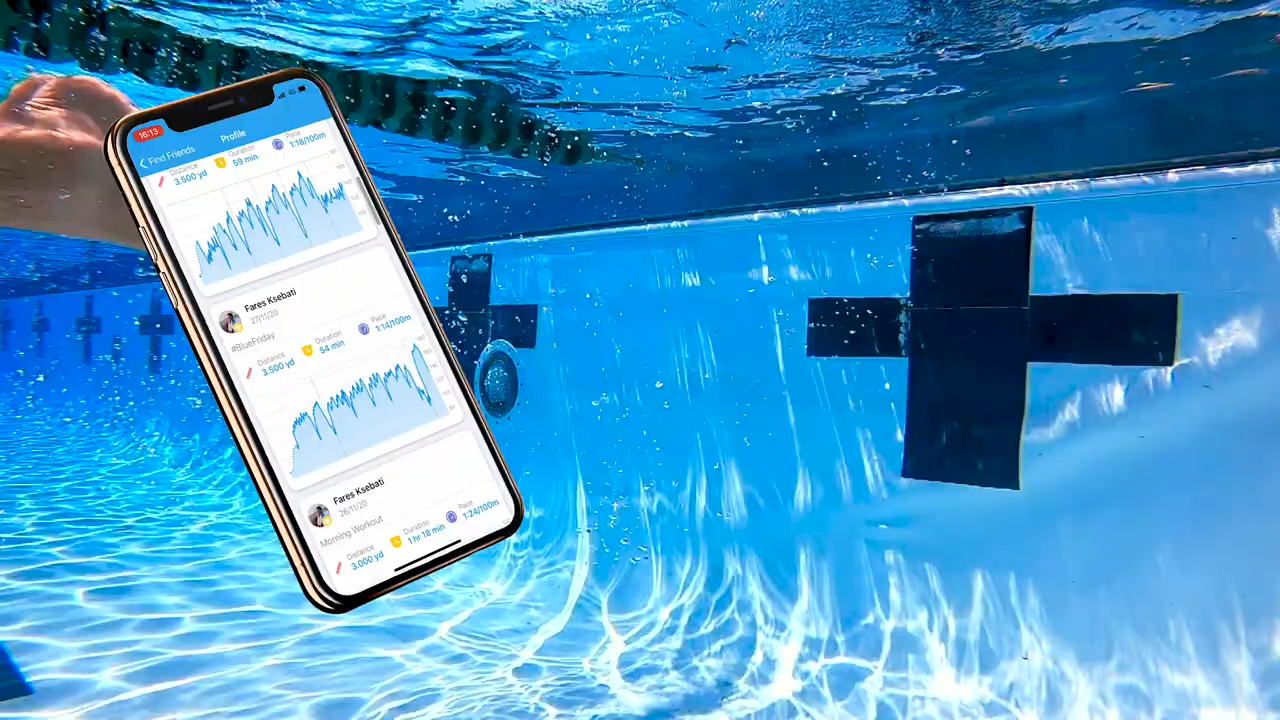 16:13
4G
Find Friends
Profile
Distance
Duration
Pace
3.500 yd
59 min
1:18/100m
Fares Ksebati
27/11/20
#BlueFriday
Distance
Duration
Pace
3.500 yd
54 min
1:14/100m
Fares Ksebati
26/11/20
Morning Workout
Distance
Duration
Pace
3.000 yd
1 hr 18 min
1:24/100m